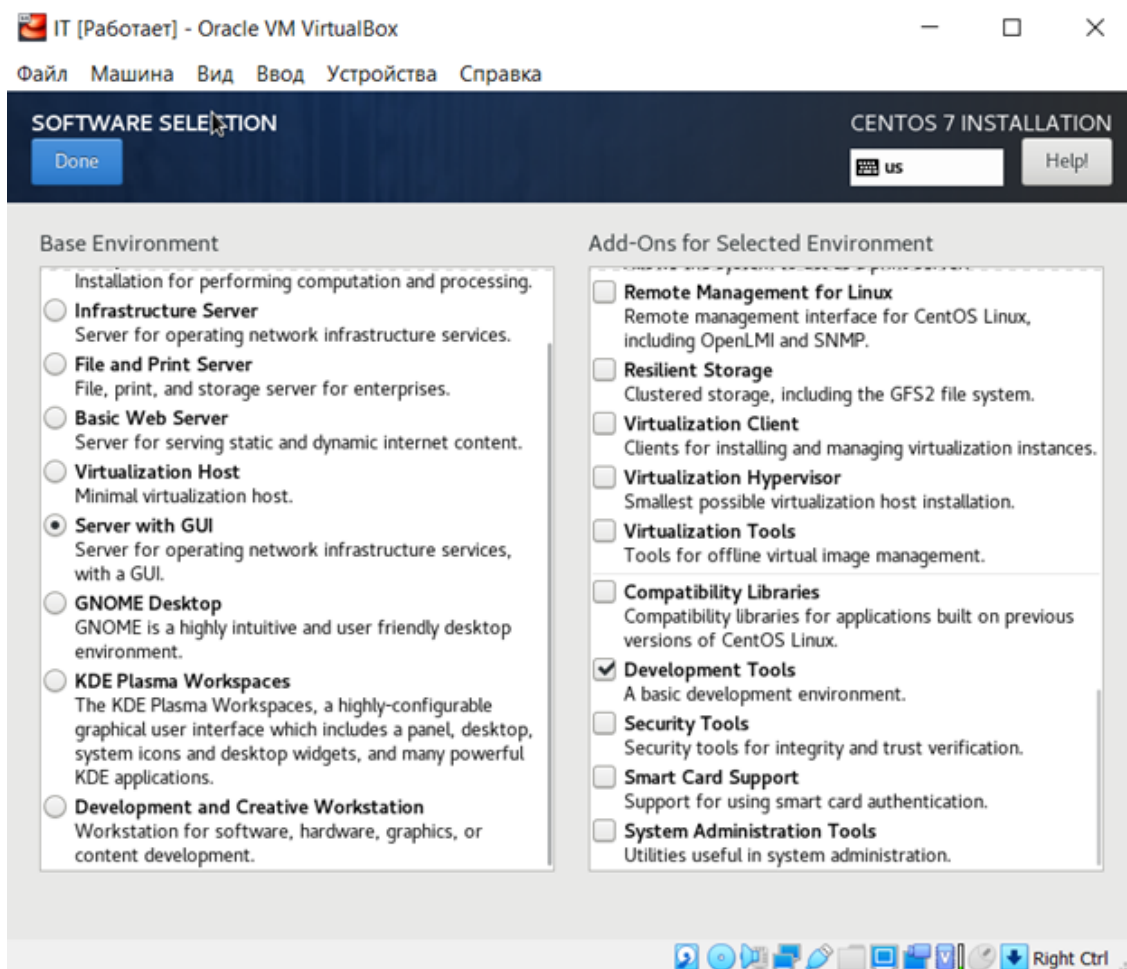 IT [Работает] - Oracle VM VirtualBox
Файл Машина Вид Ввод Устройства Справка
SOFTWARE SELECTION
Done
CENTOS 7 INSTALLATION
us
Help!
Base Environment
Installation for performing computation and processing.
Infrastructure Server
Server for operating network infrastructure services.
File and Print Server
File, print, and storage server for enterprises.
Basic Web Server
Server for serving static and dynamic internet content.
Virtualization Host
Minimal virtualization host.
Server with GUI
Server for operating network infrastructure services,
with a GUI.
GNOME Desktop
GNOME is a highly intuitive and user friendly desktop
environment.
KDE Plasma Workspaces
The KDE Plasma Workspaces, a highly-configurable
graphical user interface which includes a panel, desktop,
system icons and desktop widgets, and many powerful
KDE applications.
Development and Creative Workstation
Workstation for software, hardware, graphics, or
content development.
Add-Ons for Selected Environment
Remote Management for Linux
Remote management interface for CentOS Linux,
including OpenLMI and SNMP.
Resilient Storage
Clustered storage, including the GFS2 file system.
Virtualization Client
Clients for installing and managing virtualization instances.
Virtualization Hypervisor
Smallest possible virtualization host installation.
Virtualization Tools
Tools for offline virtual image management.
Compatibility Libraries
Compatibility libraries for applications built on previous
versions of CentOS Linux.
Development Tools
A basic development environment.
Security Tools
Security tools for integrity and trust verification.
Smart Card Support
Support for using smart card authentication.
System Administration Tools
Utilities useful in system administration.
Right Ctrl